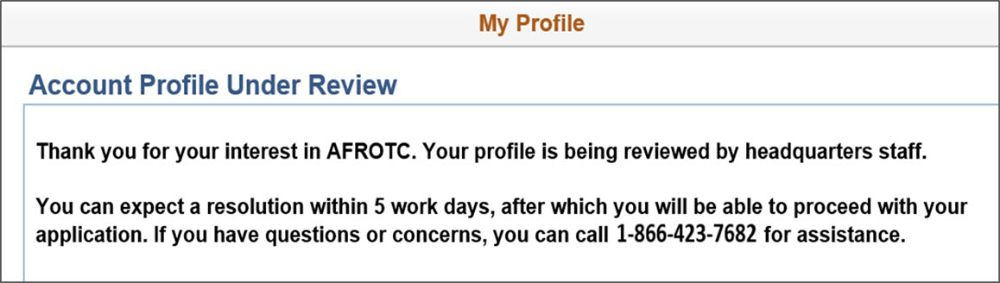 My Profile
Account Profile Under Review
Thank you for your interest in AFROTC. Your profile is being reviewed by headquarters staff.
You can expect a resolution within 5 work days, after which you will be able to proceed with your
application. If you have questions or concerns, you can call 1-866-423-7682 for assistance.